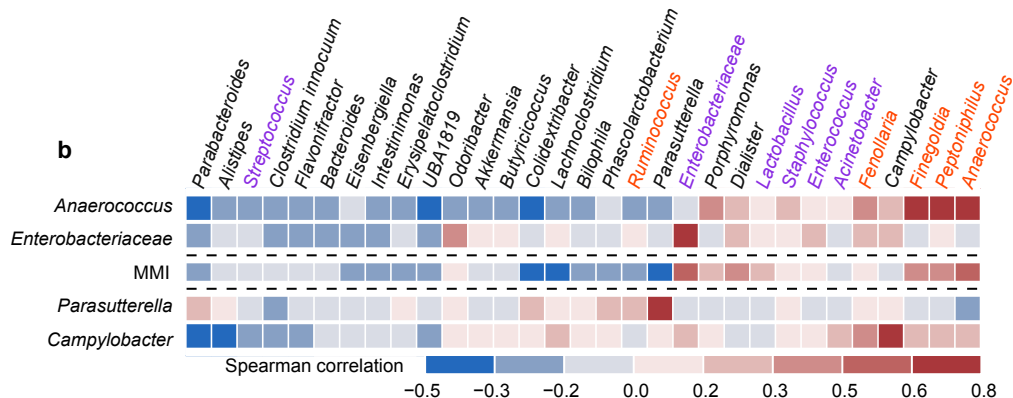 b
Parabacteroides
Alistipes
Streptococcus
Clostridium innocuum
Flavonifractor
Bacteroides
Eisenbergiella
Intestinimonas
Erysipelatoclostridium
UBA1819
Odoribacter
Akkermansia
Butyricicoccus
Colidextribacter
Lachnoclostridium
Bilophila
Phascolarctobacterium
Ruminococcus
Parasutterella
Enterobacteriaceae
Porphyromonas
Dialister
Lactobacillus
Staphylococcus
Enterococcus
Acinetobacter
Fenollaria
Campylobacter
Finegoldia
Peptoniphilus
Anaerococcus
Anaerococcus
Enterobacteriaceae
MMI
Parasutterella
Campylobacter
Spearman correlation
−0.5 −0.3 −0.2 0.0 0.2 0.3 0.5 0.6 0.8